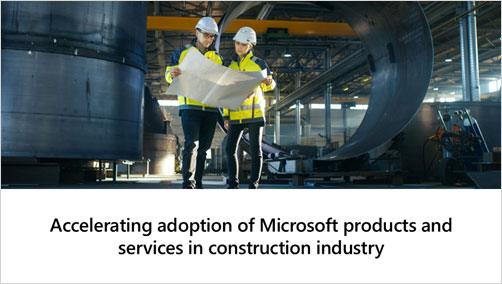 Accelerating adoption of Microsoft products and
services in construction industry